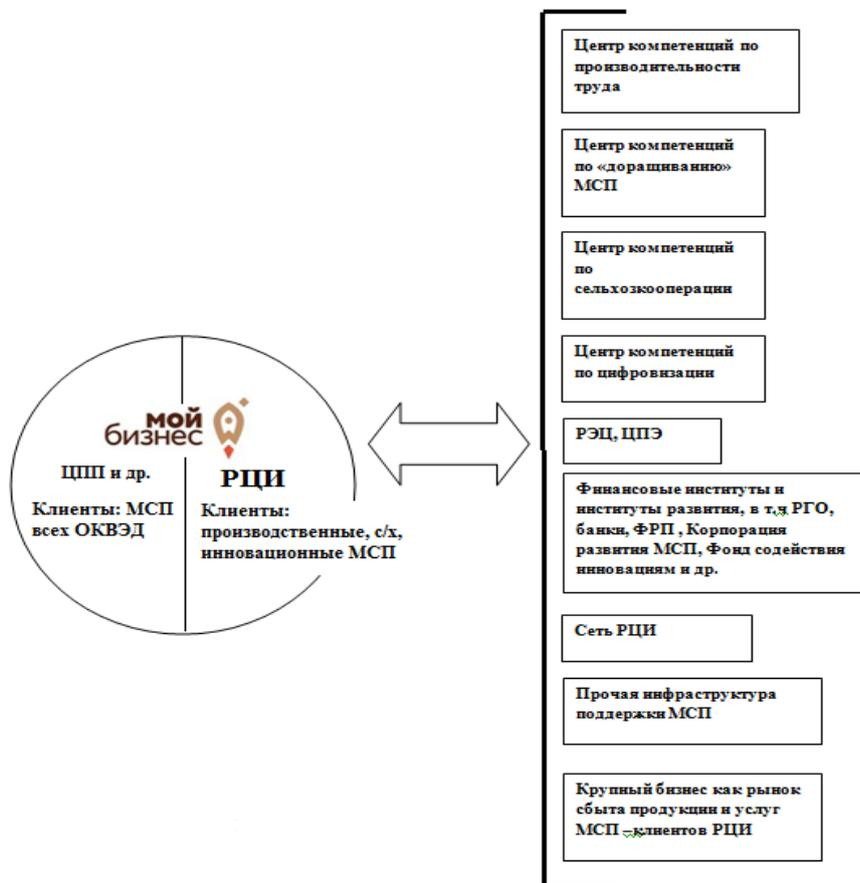 мой
бизнес
ЦПП и др.
Клиенты: МСП
всех ОКВЭД
РЦИ
Клиенты:
производственные, с/х,
инновационные МСП
Центр компетенций по
производительности
труда
Центр компетенций
по «доращиванию»
МСП
Центр компетенций
по
сельхозкооперации
Центр компетенций
по цифровизации
РЭЦ, ЦПЭ
Финансовые институты и
институты развития, в т.ч РГО,
банки, ФРП , Корпорация
развития МСП, Фонд содействия
инновациям и др.
Сеть РЦИ
Прочая инфраструктура
поддержки МСП
Крупный бизнес как рынок
сбыта продукции и услуг
МСП –клиентов РЦИ